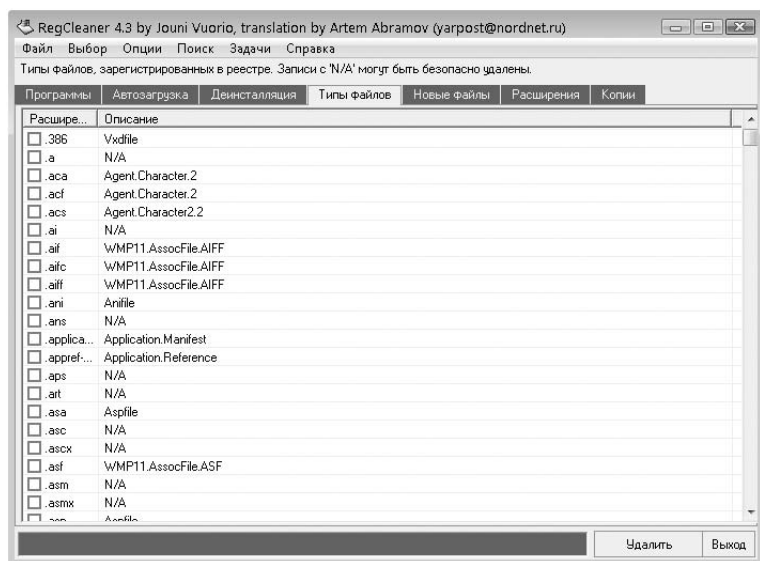 RegCleaner 4.3 by Jouni Vuorio, translation by Artem Abramov (yarpost@nordnet.ru)
Файл Выбор Опции Поиск Задачи Справка
Типы файлов, зарегистрированных в реестре. Записи с 'N/A' могут быть безопасно удалены.
Программы Автозагрузка Деинсталляция Типы файлов Новые файлы Расширения Копии
Расшире... Описание
.386 Vxdfile
.a N/A
.aca Agent.Character.2
.acf Agent.Character.2
.acs Agent.Character2.2
.ai N/A
.aif WMP11.AssocFile.AIFF
.aifc WMP11.AssocFile.AIFF
.aiff WMP11.AssocFile.AIFF
.ani Anifile
.ans N/A
.applica... Application.Manifest
.appref-... Application.Reference
.aps N/A
.art N/A
.asa Aspfile
.asc N/A
.ascx N/A
.asf WMP11.AssocFile.ASF
.asm N/A
.asmx N/A
Удалить Выход